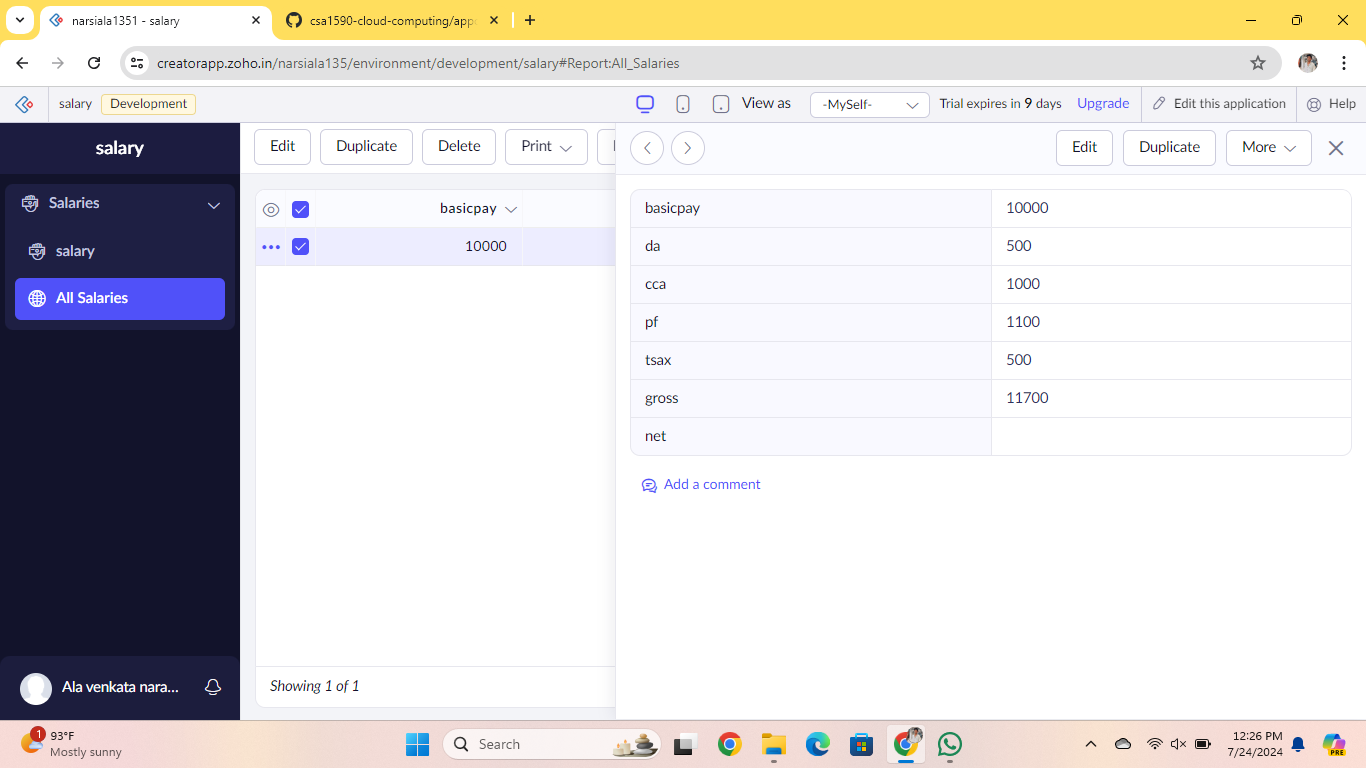 narsiala1351 - salary
csa1590-cloud-computing/app
creatorapp.zoho.in/narsiala135/environment/development/salary#Report:All_Salaries
salary Development View as -MySelf- Trial expires in 9 days Upgrade Edit this application Help
salary
Salaries
salary
All Salaries
Ala venkata nara...
Edit Duplicate Delete Print
basicpay
10000
Showing 1 of 1
Edit Duplicate More
basicpay 10000
da 500
cca 1000
pf 1100
tsax 500
gross 11700
net
Add a comment
1
93°F
Mostly sunny
Search
12:26 PM
7/24/2024
PRE